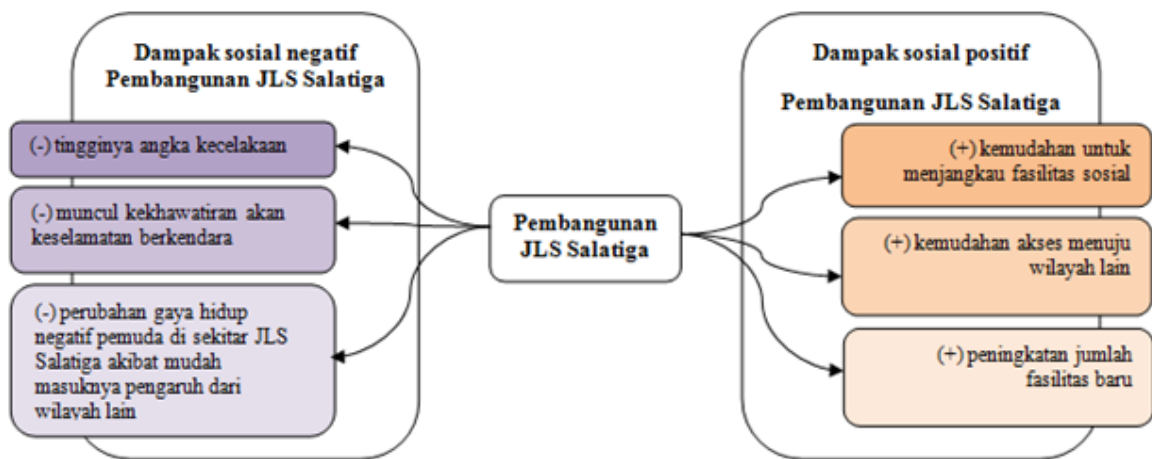 Dampak sosial negatif
Pembangunan JLS Salatiga
(-) tingginya angka kecelakaan
(-) muncul kekhawatiran akan
keselamatan berkendara
(-) perubahan gaya hidup
negatif pemuda di sekitar JLS
Salatiga akibat mudah
masuknya pengaruh dari
wilayah lain
Pembangunan
JLS Salatiga
Dampak sosial positif
Pembangunan JLS Salatiga
(+) kemudahan untuk
menjangkau fasilitas sosial
(+) kemudahan akses menuju
wilayah lain
(+) peningkatan jumlah
fasilitas baru